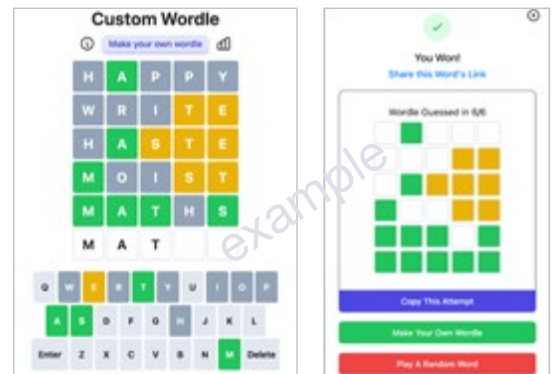 Custom Wordle
Make your own wordle
H A P P Y
W R I T E
H A S T E
M O I S T
M A T H S
M A T
Q W E R T Y U I O P
A S D F G H J K L
Enter Z X C V B N M Delete
You Won!
Share this Word's Link
Wordle Guessed in 6/6
Copy This Attempt
Make Your Own Wordle
Play A Random Word
example